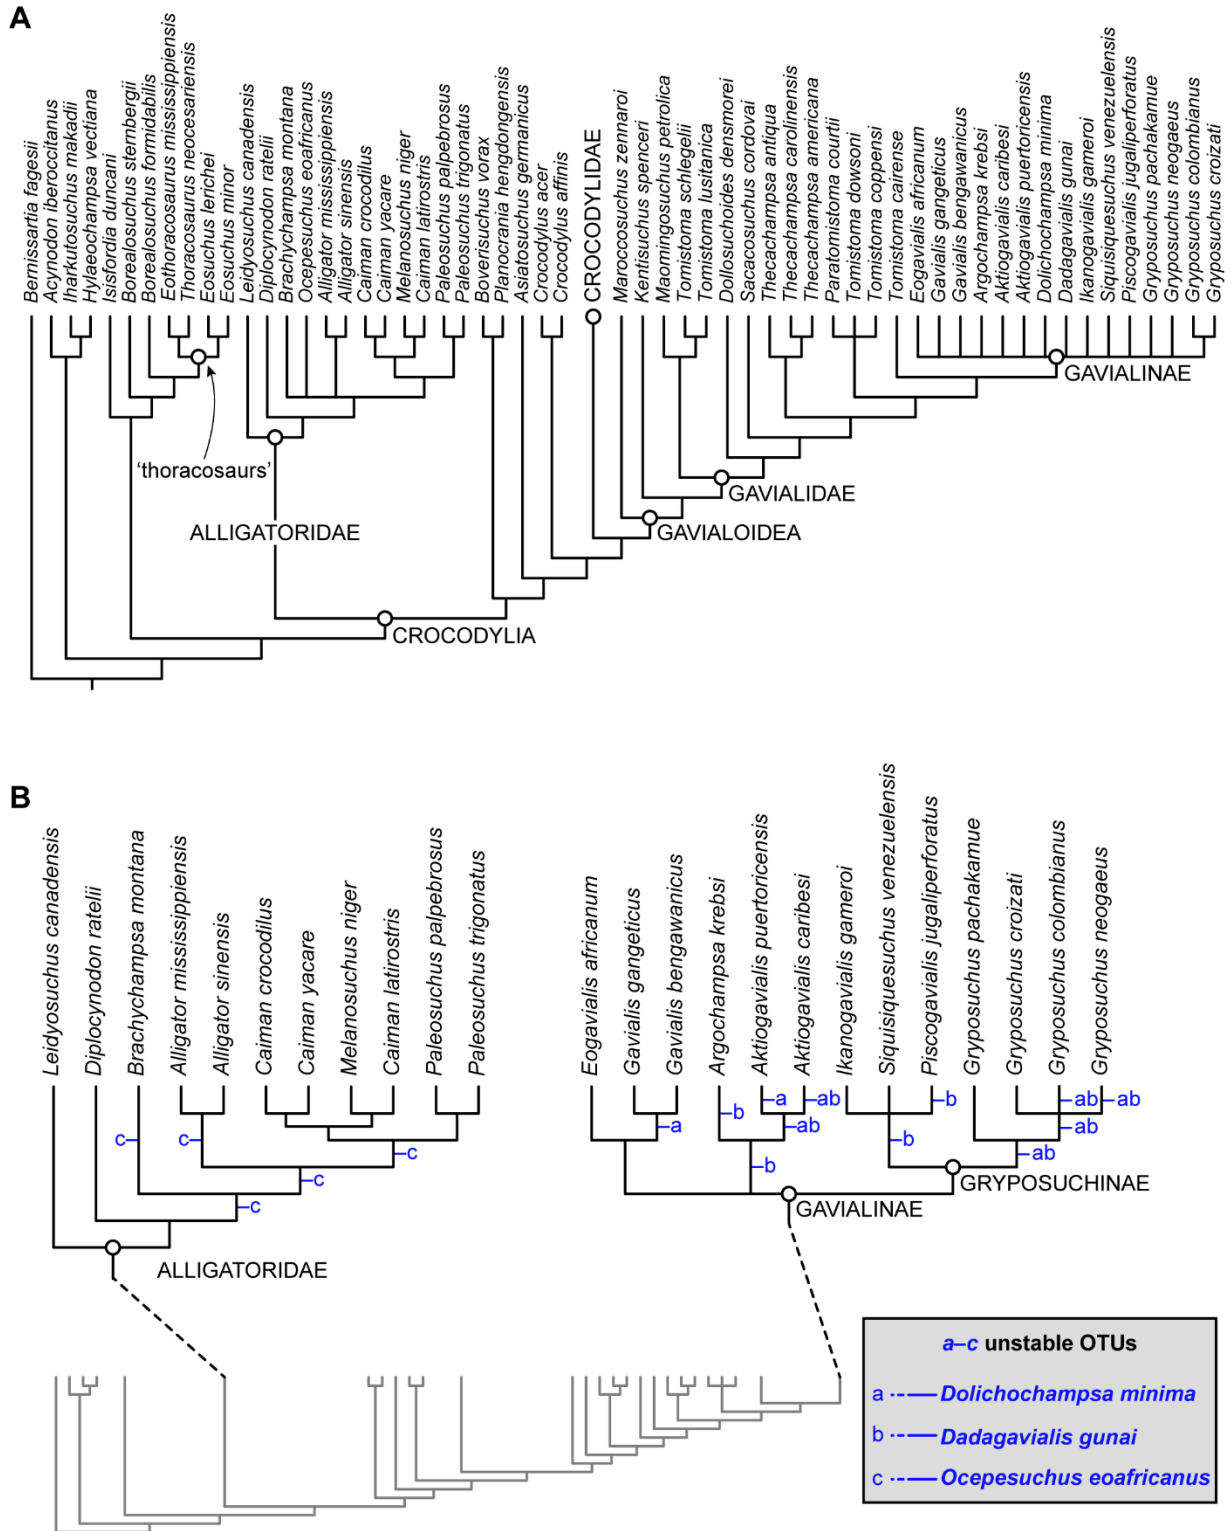 A
Bernissartia fagesii
Acynodon iberoccitanus
Iharkutosuchus makadii
Hylaeochampsa vectiana
Isisfordia duncani
Borealosuchus sternbergii
Borealosuchus formidabilis
Eothoracosaurus mississippiensis
Thoracosaurus neocesariensis
Eosuchus lerichei
Eosuchus minor
Leidyosuchus canadensis
Diplocynodon ratelii
Brachychampsa montana
Ocepesuchus eoafricanus
Alligator mississippiensis
Alligator sinensis
Caiman crocodilus
Caiman yacare
Melanosuchus niger
Caiman latirostris
Paleosuchus palpebrosus
Paleosuchus trigonatus
Boverisuchus vorax
Planocrania hengdongensis
Asiatosuchus germanicus
Crocodylus acer
Crocodylus affinis
CROCODYLIDAE
Maroccosuchus zennaroi
Kentisuchus spenceri
Maomingosuchus petrolica
Tomistoma schlegelii
Tomistoma lusitanica
Dollosuchoides densmorei
Sacacosuchus cordovai
Thecachampsa antiqua
Thecachampsa carolinensis
Thecachampsa americana
Paratomistoma courtii
Tomistoma dowsoni
Tomistoma coppensi
Tomistoma cairense
Eogavialis africanum
Gavialis gangeticus
Gavialis bengawanicus
Argochampsa krebsi
Aktiogavialis caribesi
Aktiogavialis puertoricensis
Dolichochampsa minima
Dadagavialis gunai
Ikanogavialis gameroi
Siquisiquesuchus venezuelensis
Piscogavialis jugaliperforatus
Gryposuchus pachakamue
Gryposuchus neogaeus
Gryposuchus colombianus
Gryposuchus croizati
GAVIALINAE
'thoracosaurs'
GAVIALIDAE
ALLIGATORIDAE
GAVIALOIDEA
CROCODYLIA
B
Leidyosuchus canadensis
Diplocynodon ratelii
Brachychampsa montana
Alligator mississippiensis
Alligator sinensis
Caiman crocodilus
Caiman yacare
Melanosuchus niger
Caiman latirostris
Paleosuchus palpebrosus
Paleosuchus trigonatus
Eogavialis africanum
Gavialis gangeticus
Gavialis bengawanicus
Argochampsa krebsi
Aktiogavialis puertoricensis
Aktiogavialis caribesi
Ikanogavialis gameroi
Siquisiquesuchus venezuelensis
Piscogavialis jugaliperforatus
Gryposuchus pachakamue
Gryposuchus croizati
Gryposuchus colombianus
Gryposuchus neogaeus
a
ab
b
ab
ab
b
a
ab
ab
c
c
b
c
ab
b
c
c
GRYPOSUCHINAE
GAVIALINAE
ALLIGATORIDAE
a–c unstable OTUs
a Dolichochampsa minima
b Dadagavialis gunai
c Ocepesuchus eoafricanus